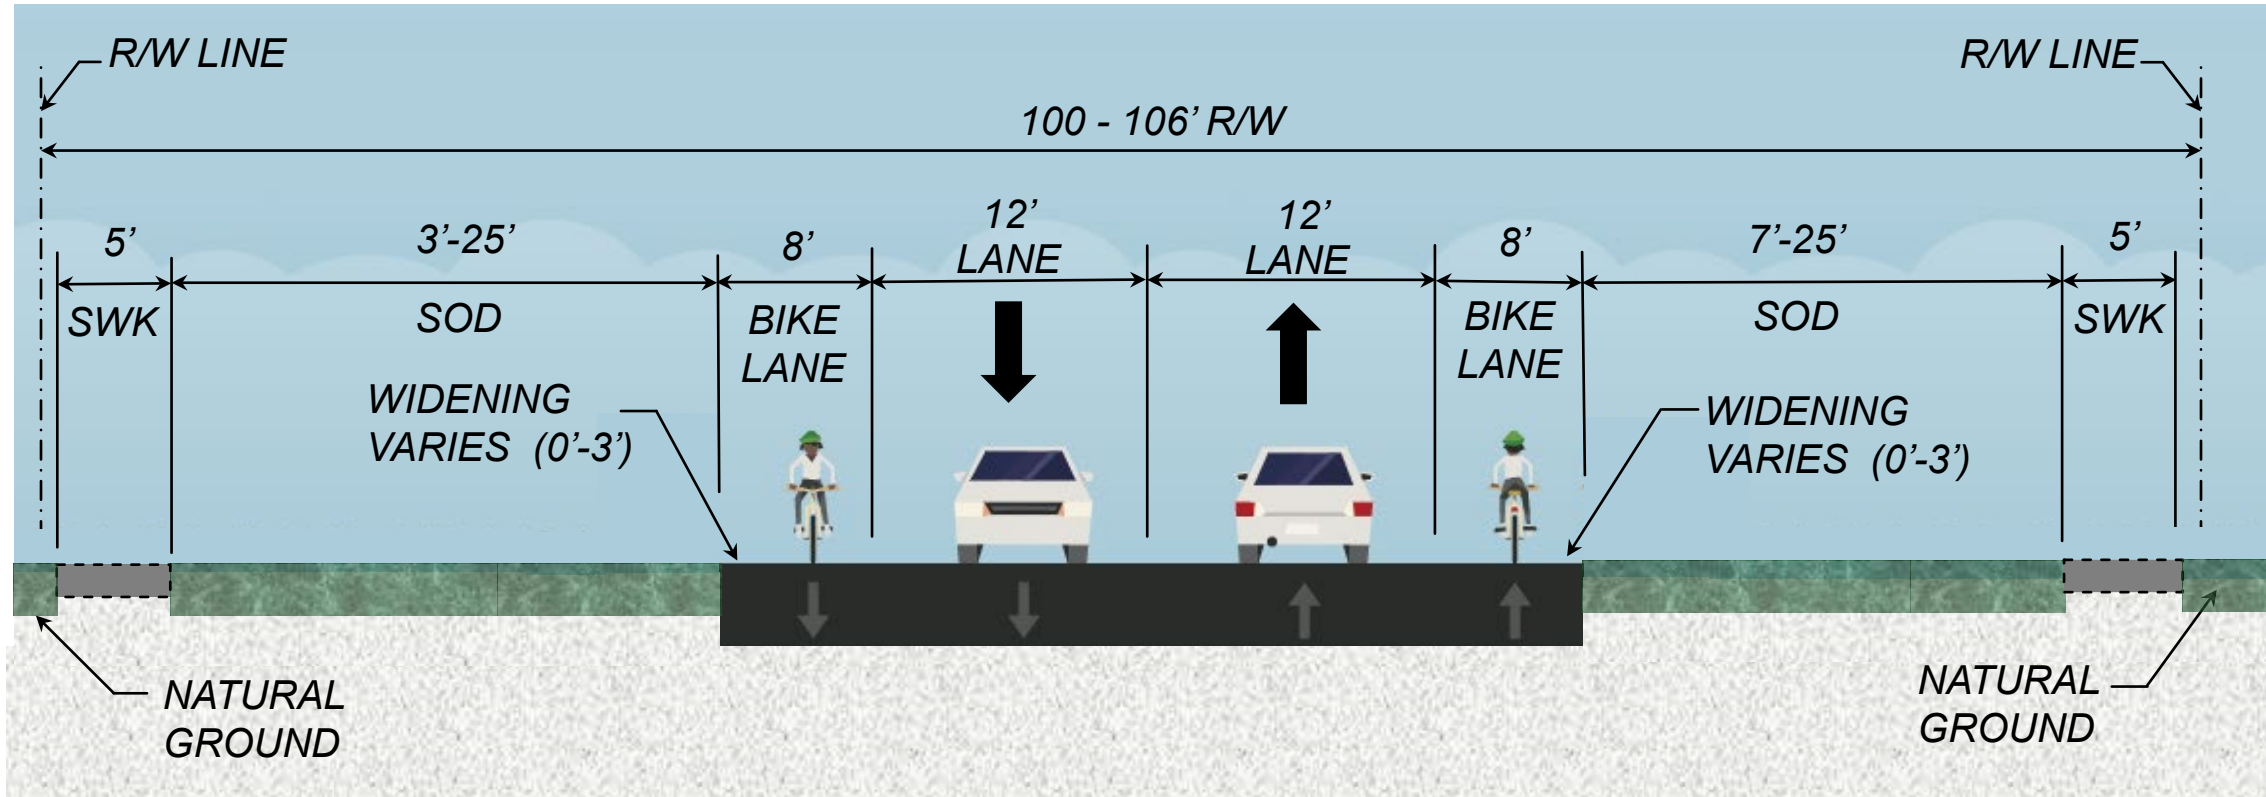 R/W LINE
R/W LINE
100 - 106’ R/W
5’
3’-25’
8’
12’
LANE
12’
LANE
8’
7’-25’
5’
SWK
SOD
BIKE
LANE
BIKE
LANE
SOD
SWK
WIDENING
VARIES (0’-3’)
WIDENING
VARIES (0’-3’)
NATURAL
GROUND
NATURAL
GROUND